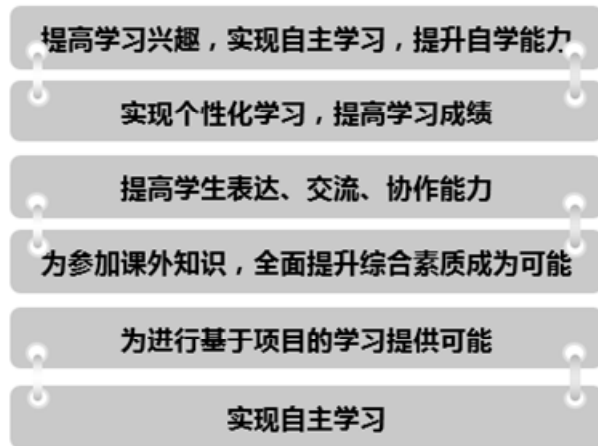 提高学习兴趣，实现自主学习，提升自学能力
实现个性化学习，提高学习成绩
提高学生表达、交流、协作能力
为参加课外知识，全面提升综合素质成为可能
为进行基于项目的学习提供可能
实现自主学习